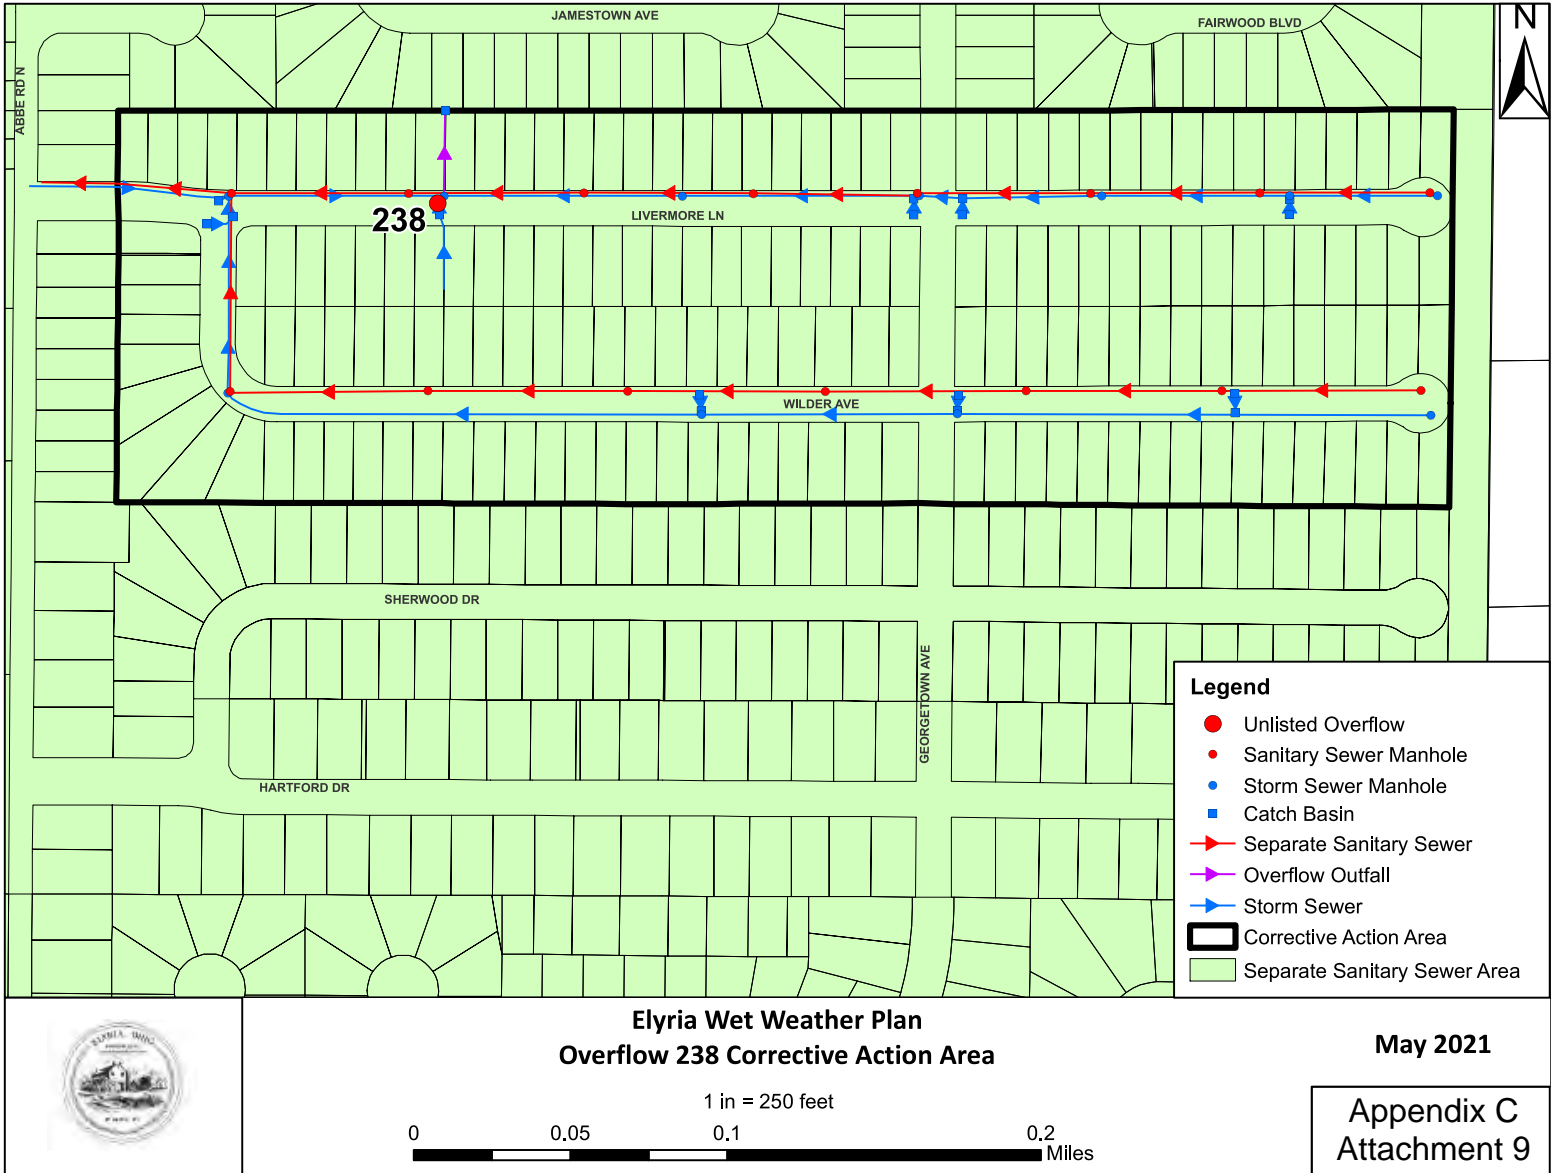 JAMESTOWN AVE
FAIRWOOD BLVD
N
ABBE RD N
238
LIVERMORE LN
WILDER AVE
SHERWOOD DR
GEORGETOWN AVE
HARTFORD DR
Legend
Unlisted Overflow
Sanitary Sewer Manhole
Storm Sewer Manhole
Catch Basin
Separate Sanitary Sewer
Overflow Outfall
Storm Sewer
Corrective Action Area
Separate Sanitary Sewer Area
ELYRIA, OHIO
Elyria Wet Weather Plan
Overflow 238 Corrective Action Area
May 2021
1 in = 250 feet
0 0.05 0.1 0.2
Miles
Appendix C
Attachment 9